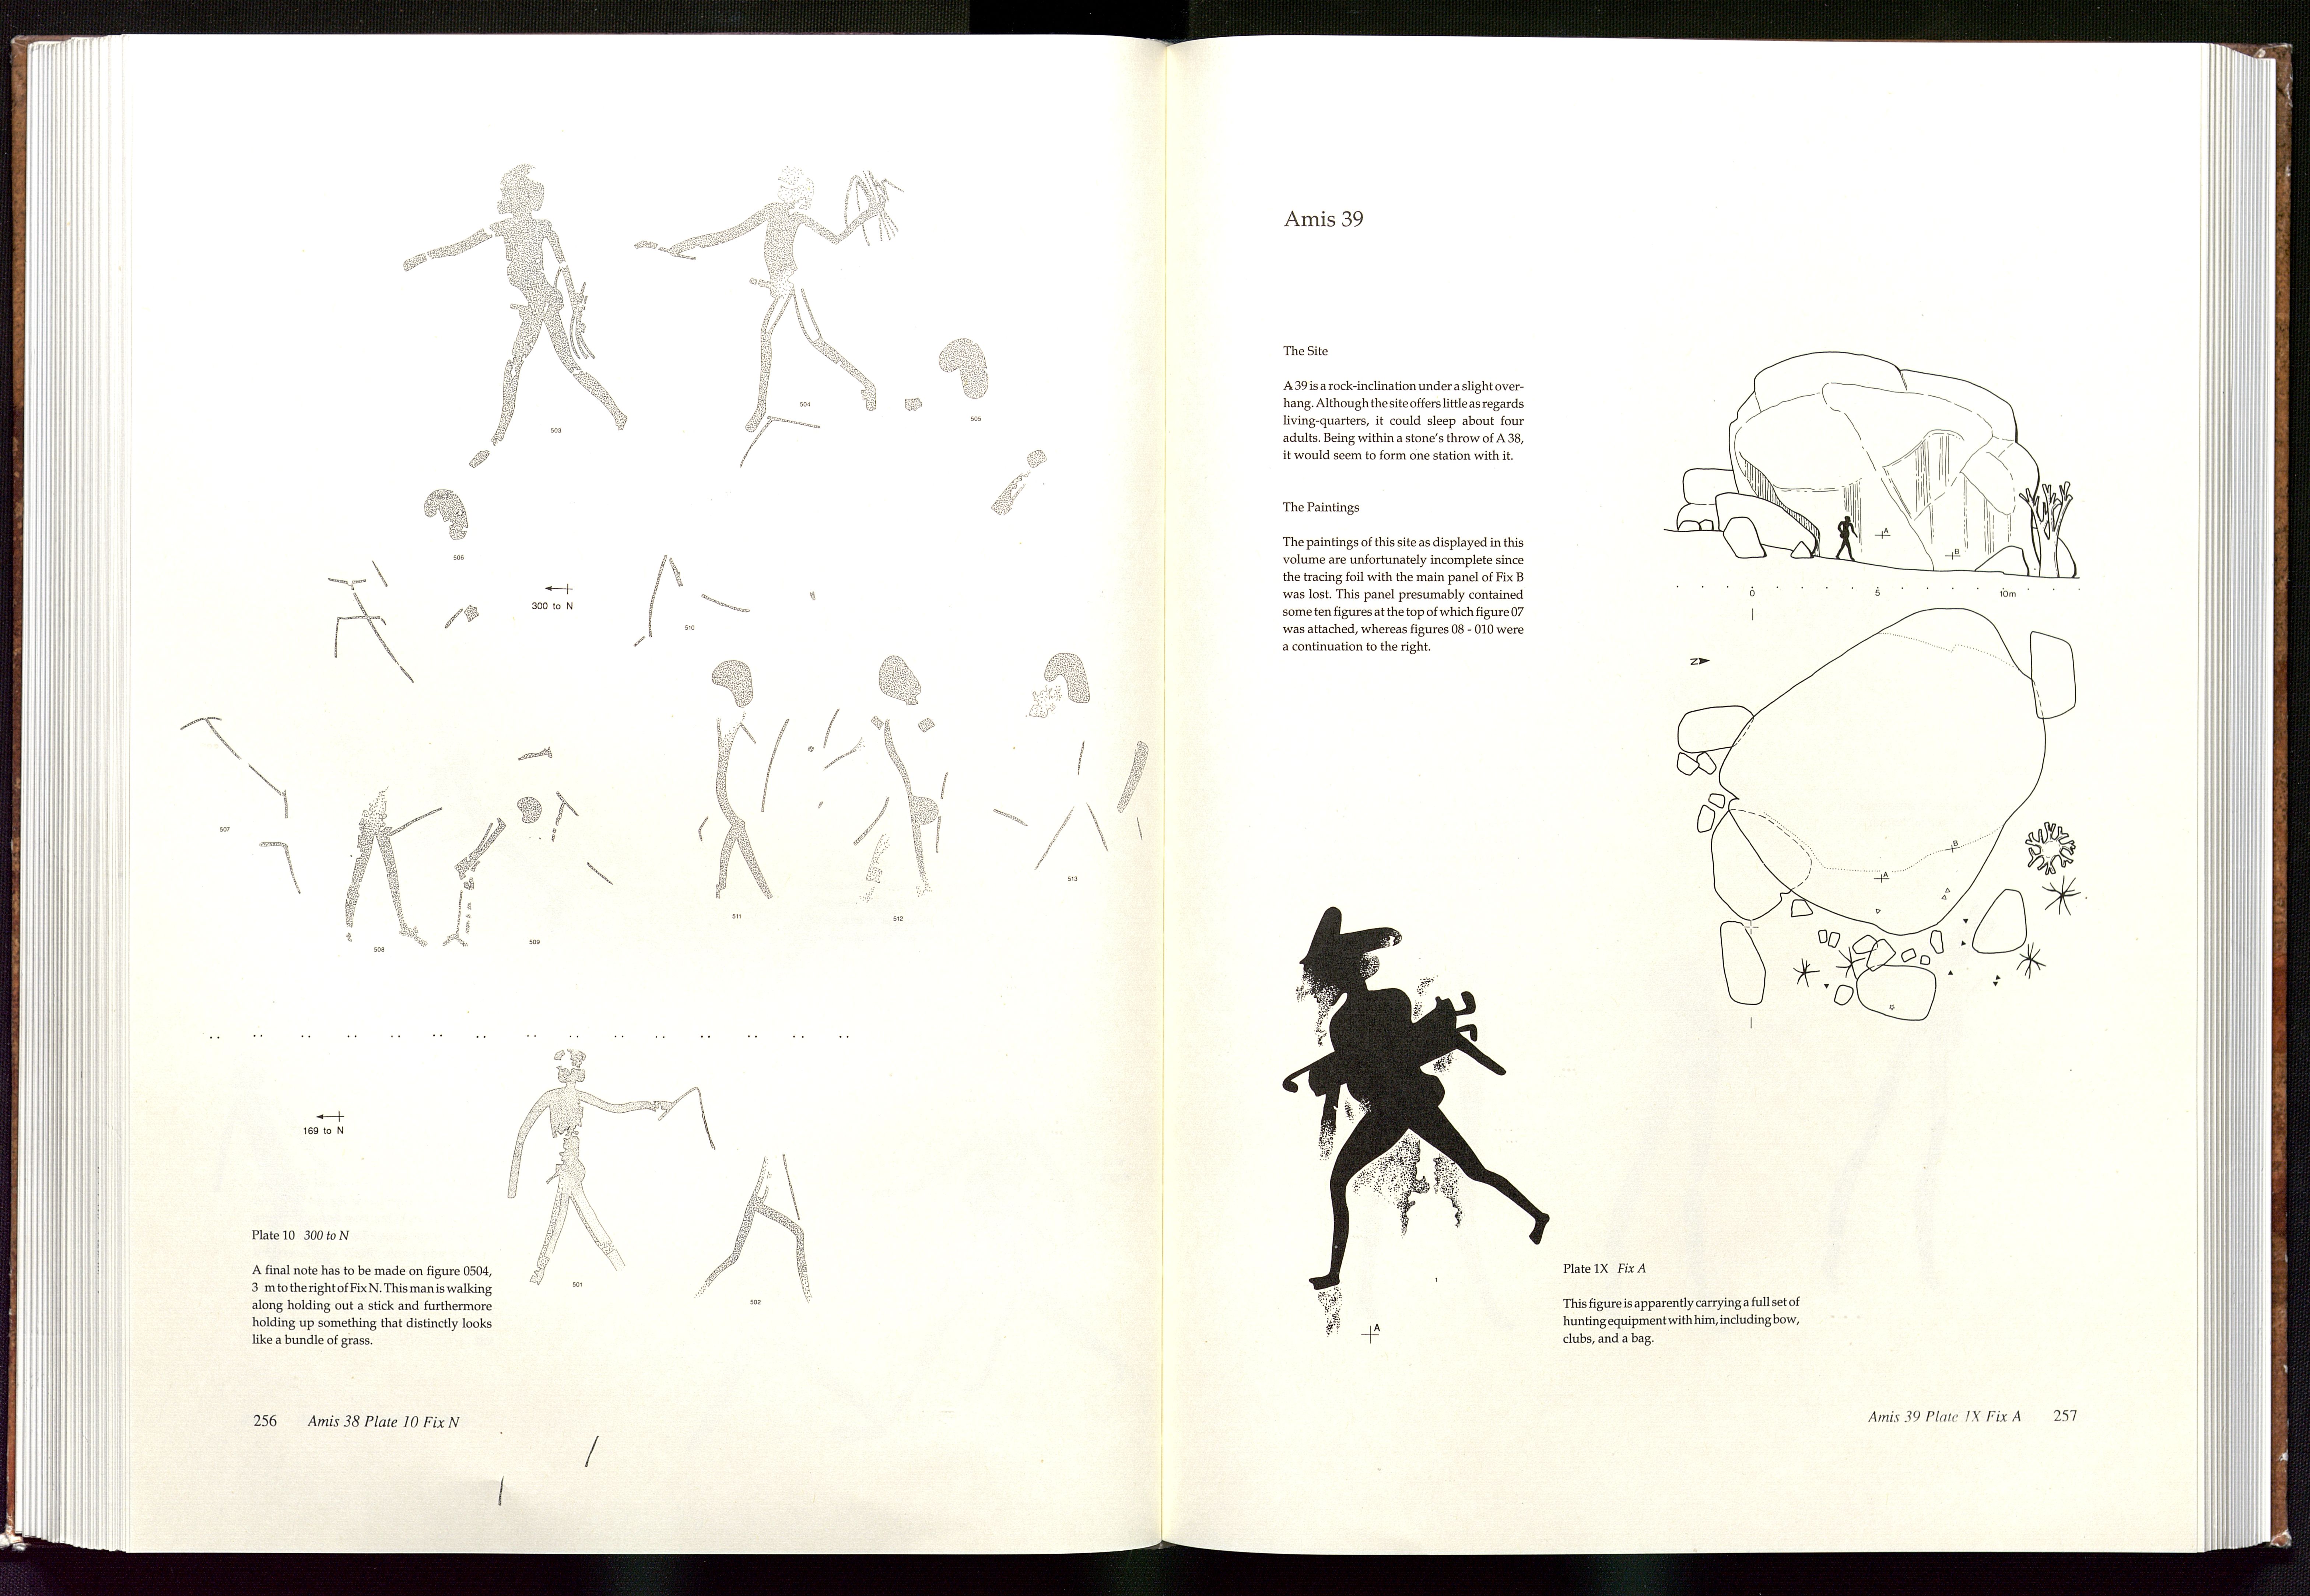 503
504
505
506
300 to N
510
507
508
509
511
512
513
169 to N
501
502
Plate 10 300 to N
A final note has to be made on figure 0504,
3 m to the right of Fix N. This man is walking
along holding out a stick and furthermore
holding up something that distinctly looks
like a bundle of grass.
256 Amis 38 Plate 10 Fix N
Amis 39
The Site
A 39 is a rock-inclination under a slight over-
hang. Although the site offers little as regards
living-quarters, it could sleep about four
adults. Being within a stone's throw of A 38,
it would seem to form one station with it.
The Paintings
The paintings of this site as displayed in this
volume are unfortunately incomplete since
the tracing foil with the main panel of Fix B
was lost. This panel presumably contained
some ten figures at the top of which figure 07
was attached, whereas figures 08 - 010 were
a continuation to the right.
A
B
0 5 10m
N
B
A
1
A
Plate 1X Fix A
This figure is apparently carrying a full set of
hunting equipment with him, including bow,
clubs, and a bag.
Amis 39 Plate 1X Fix A 257